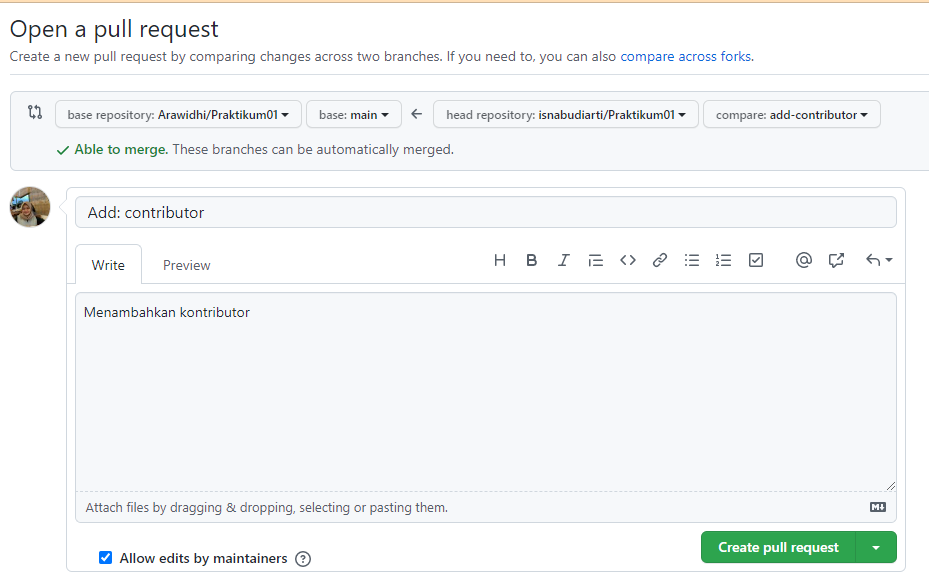 Open a pull request
Create a new pull request by comparing changes across two branches. If you need to, you can also compare across forks.
base repository: Arawidhi/Praktikum01 base: main head repository: isnabudiarti/Praktikum01 compare: add-contributor
Able to merge. These branches can be automatically merged.
Add: contributor
Write Preview
Menambahkan kontributor
Attach files by dragging & dropping, selecting or pasting them.
Allow edits by maintainers
Create pull request